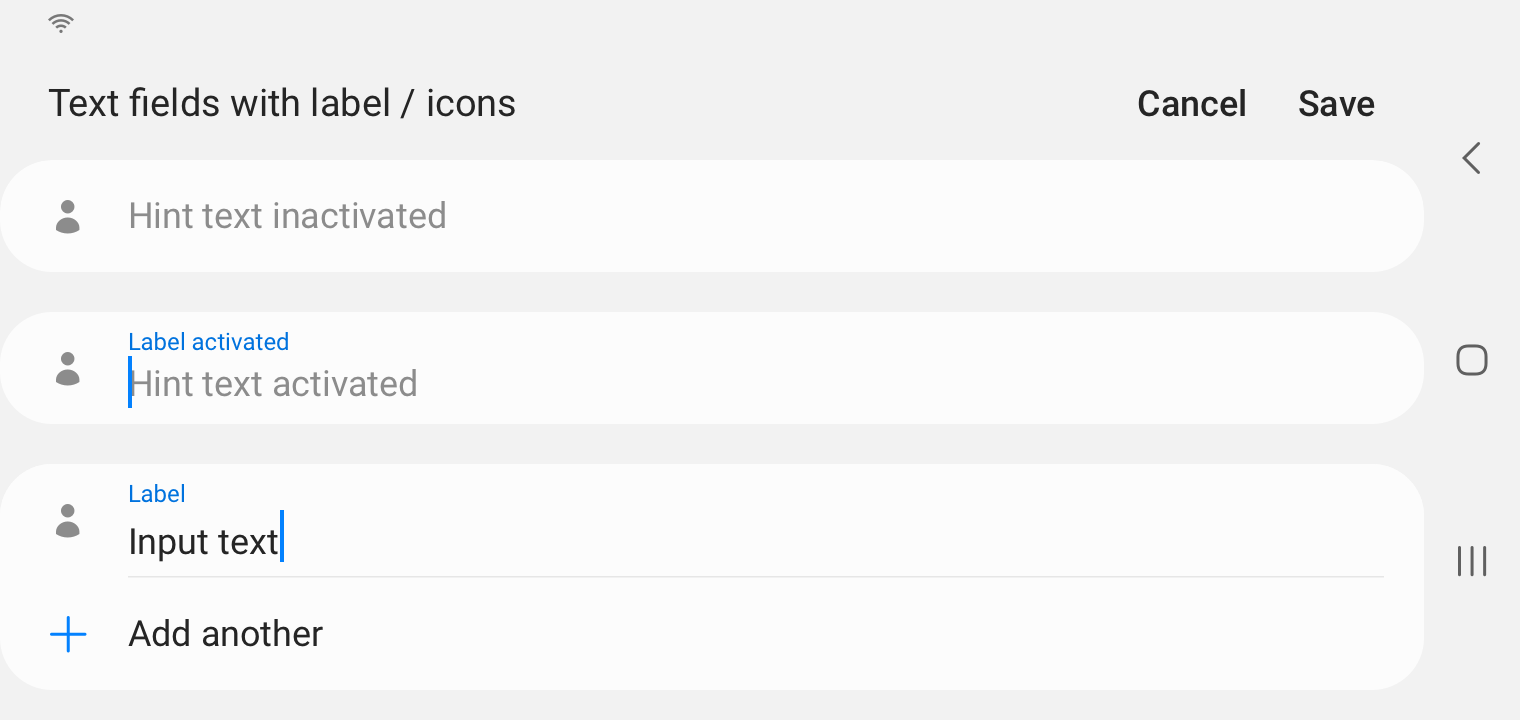 Text fields with label / icons
Cancel Save
Hint text inactivated
Label activated
Hint text activated
Label
Input text
Add another